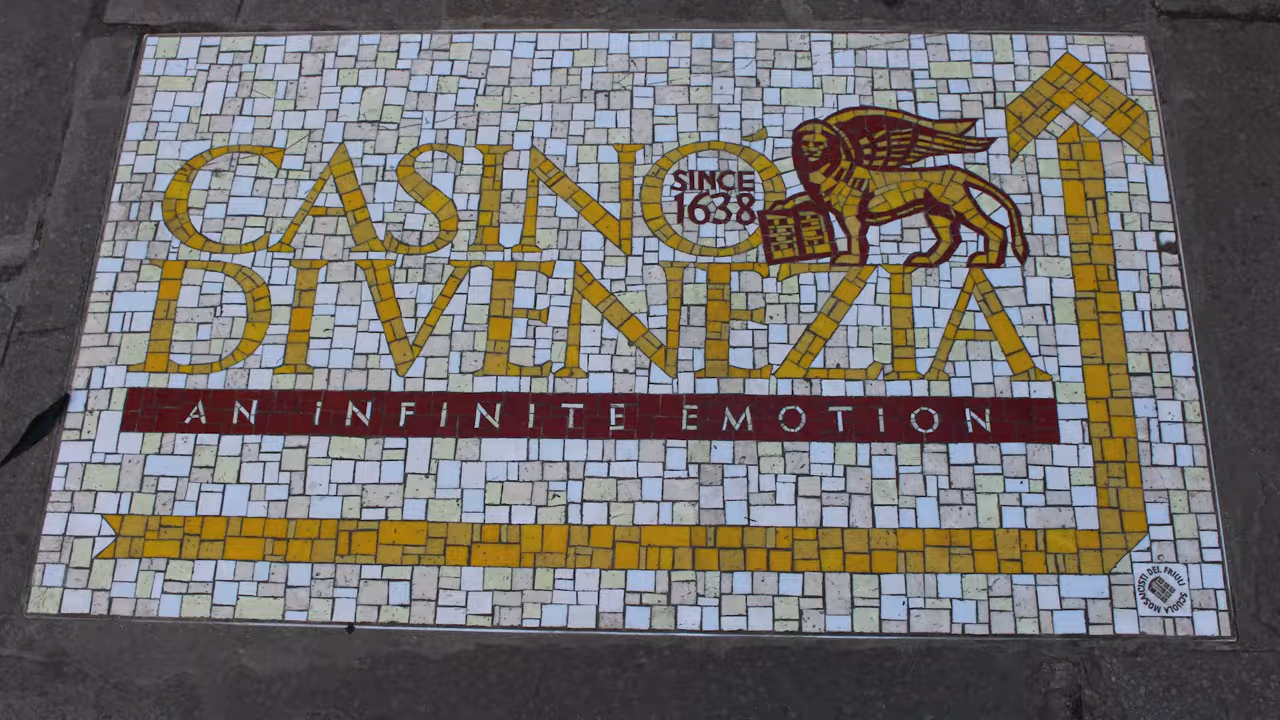 CASINÒ
SINCE
1638
DI VENEZIA
AN INFINITE EMOTION
SCUOLA MOSAICISTI DEL FRIULI